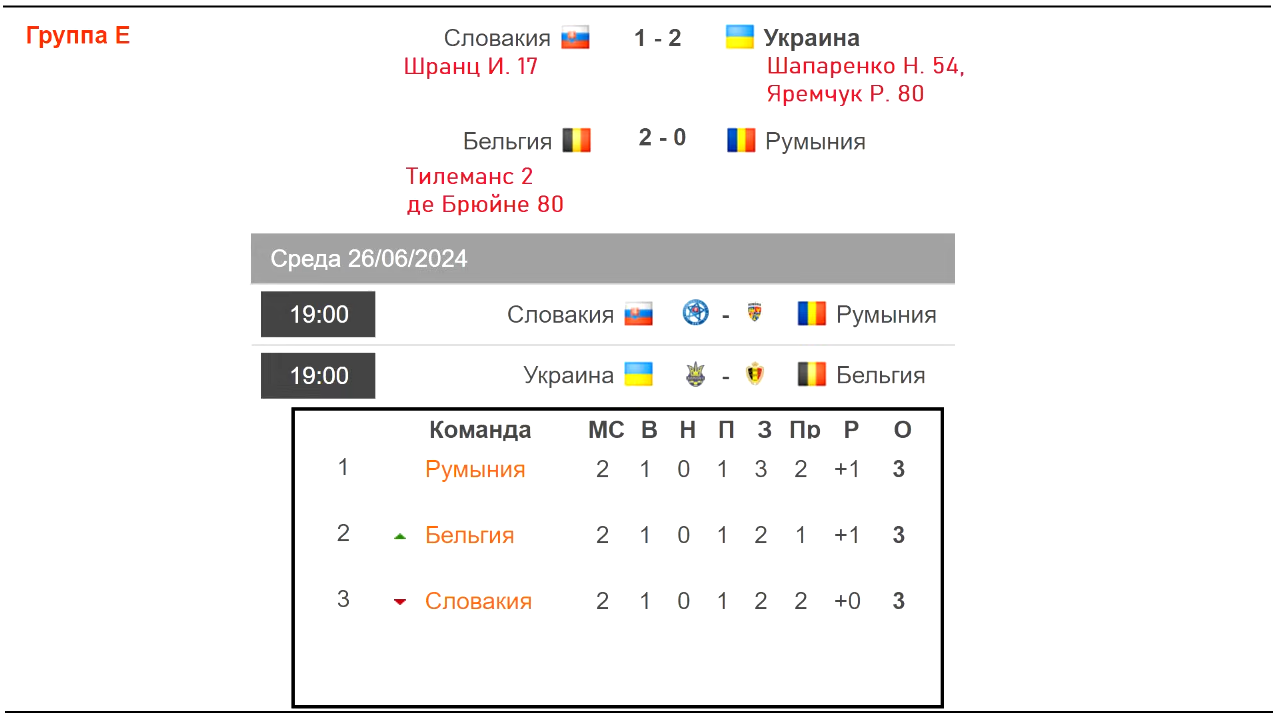 Группа Е
Словакия 1 - 2 Украина
Шранц И. 17 Шапаренко Н. 54,
Яремчук Р. 80
Бельгия 2 - 0 Румыния
Тилеманс 2
де Брюйне 80
Среда 26/06/2024
19:00 Словакия - Румыния
19:00 Украина - Бельгия
Команда МС В Н П З Пр Р О
1 Румыния 2 1 0 1 3 2 +1 3
2 Бельгия 2 1 0 1 2 1 +1 3
3 Словакия 2 1 0 1 2 2 +0 3